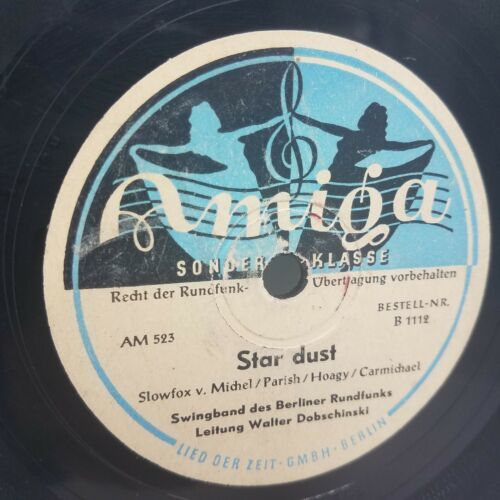 Amiga
SONDER KLASSE
Recht der Rundfunk- Übertragung vorbehalten
AM 523
BESTELL-NR.
B 1112
Star dust
Slowfox v. Michel / Parish / Hoagy / Carmichael
Swingband des Berliner Rundfunks
Leitung Walter Dobschinski
LIED DER ZEIT · GMBH · BERLIN